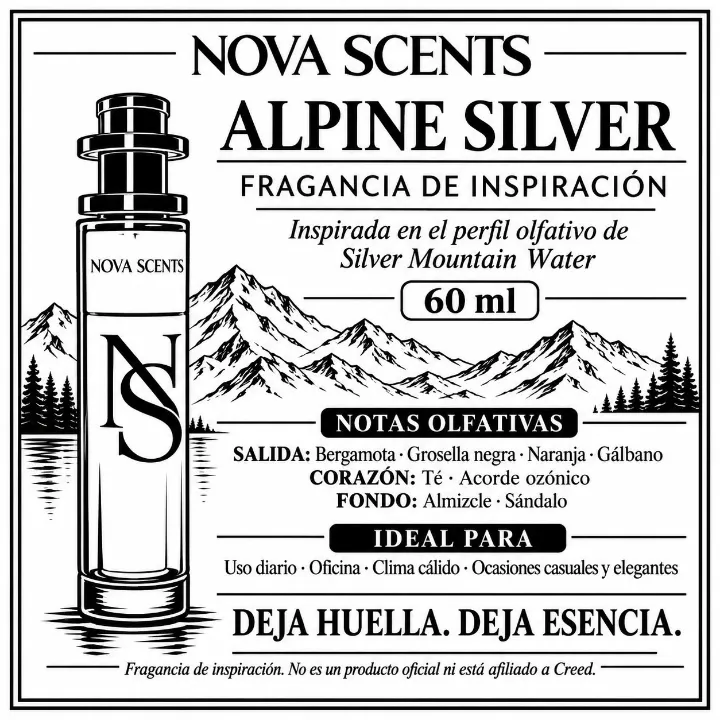 NOVA SCENTS
ALPINE SILVER
FRAGANCIA DE INSPIRACIÓN
Inspirada en el perfil olfativo de
Silver Mountain Water
60 ml
NOVA SCENTS
NS
NOTAS OLFATIVAS
SALIDA: Bergamota · Grosella negra · Naranja · Gálbano
CORAZÓN: Té · Acorde ozónico
FONDO: Almizcle · Sándalo
IDEAL PARA
Uso diario · Oficina · Clima cálido · Ocasiones casuales y elegantes
DEJA HUELLA. DEJA ESENCIA.
Fragancia de inspiración. No es un producto oficial ni está afiliado a Creed.